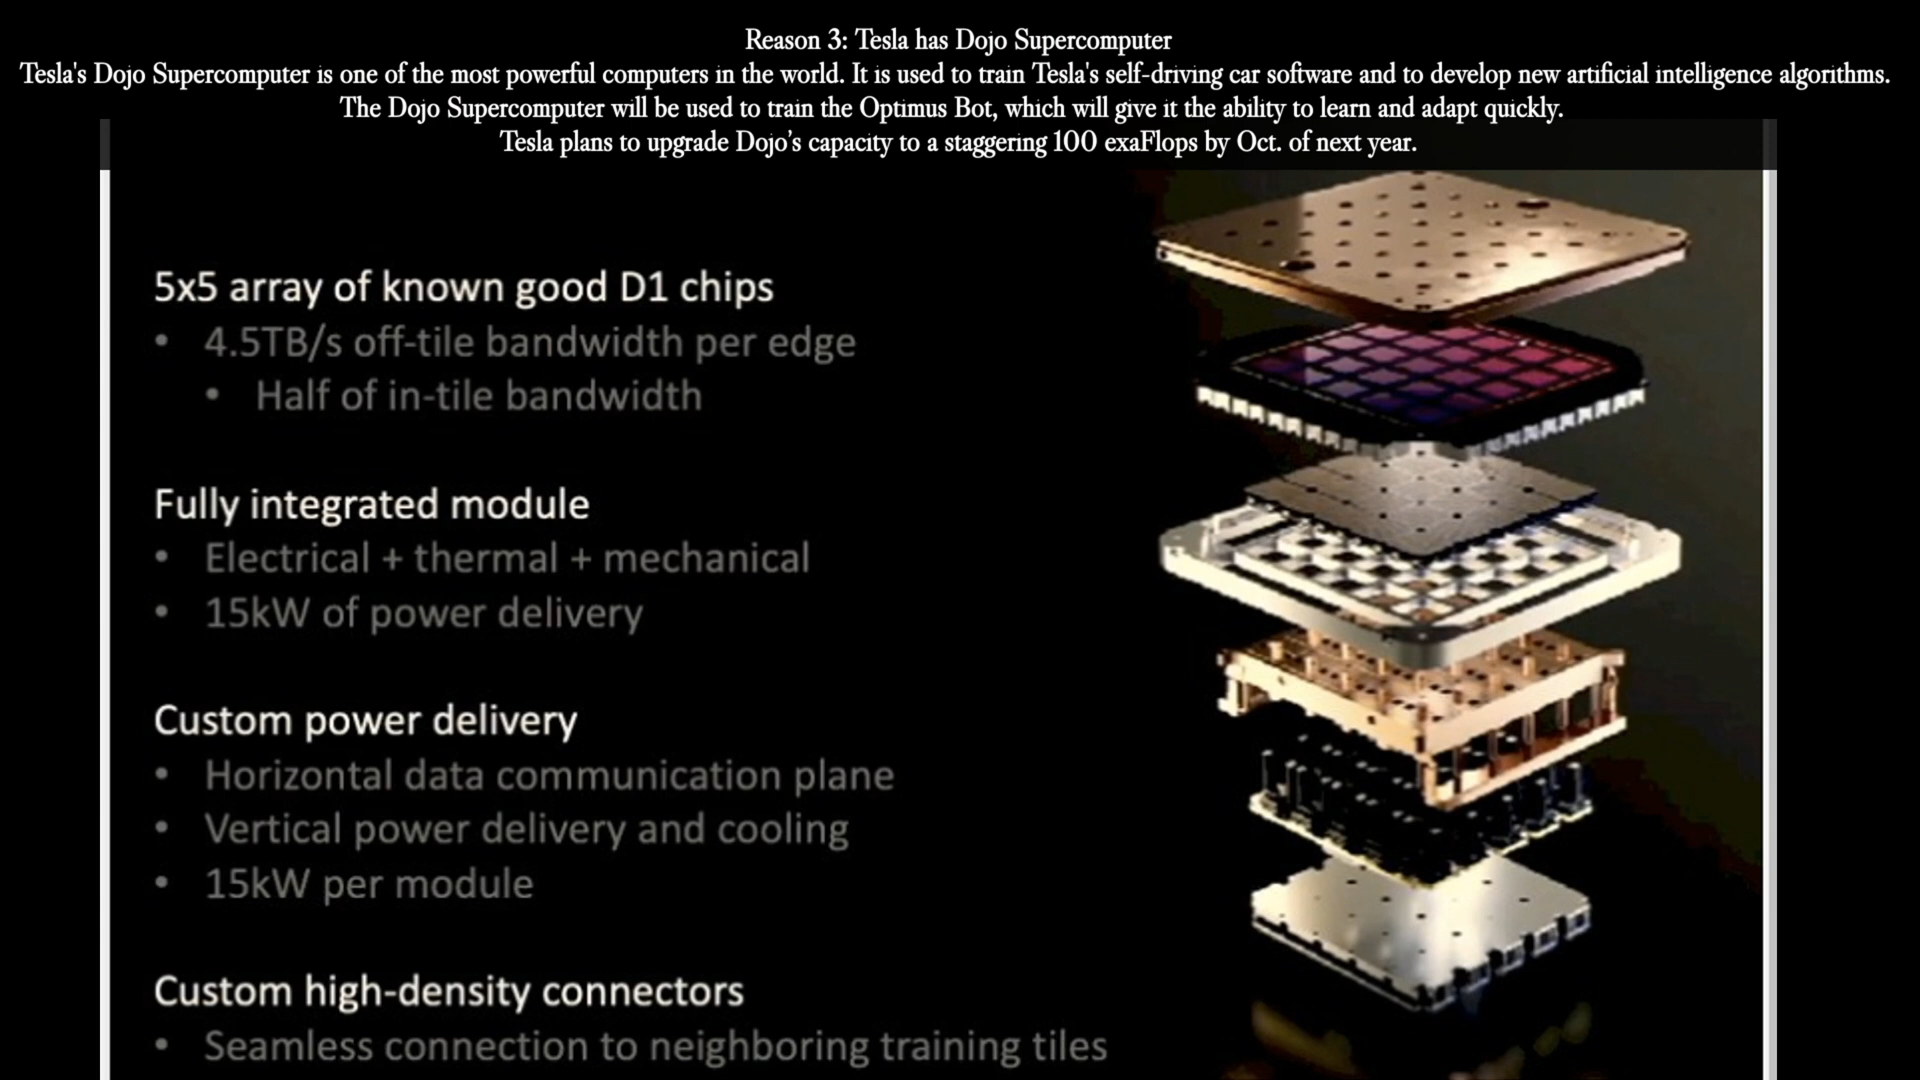 Reason 3: Tesla has Dojo Supercomputer
Tesla's Dojo Supercomputer is one of the most powerful computers in the world. It is used to train Tesla's self-driving car software and to develop new artificial intelligence algorithms.
The Dojo Supercomputer will be used to train the Optimus Bot, which will give it the ability to learn and adapt quickly.
Tesla plans to upgrade Dojo’s capacity to a staggering 100 exaFlops by Oct. of next year.
5x5 array of known good D1 chips
• 4.5TB/s off-tile bandwidth per edge
• Half of in-tile bandwidth
Fully integrated module
• Electrical + thermal + mechanical
• 15kW of power delivery
Custom power delivery
• Horizontal data communication plane
• Vertical power delivery and cooling
• 15kW per module
Custom high-density connectors
• Seamless connection to neighboring training tiles